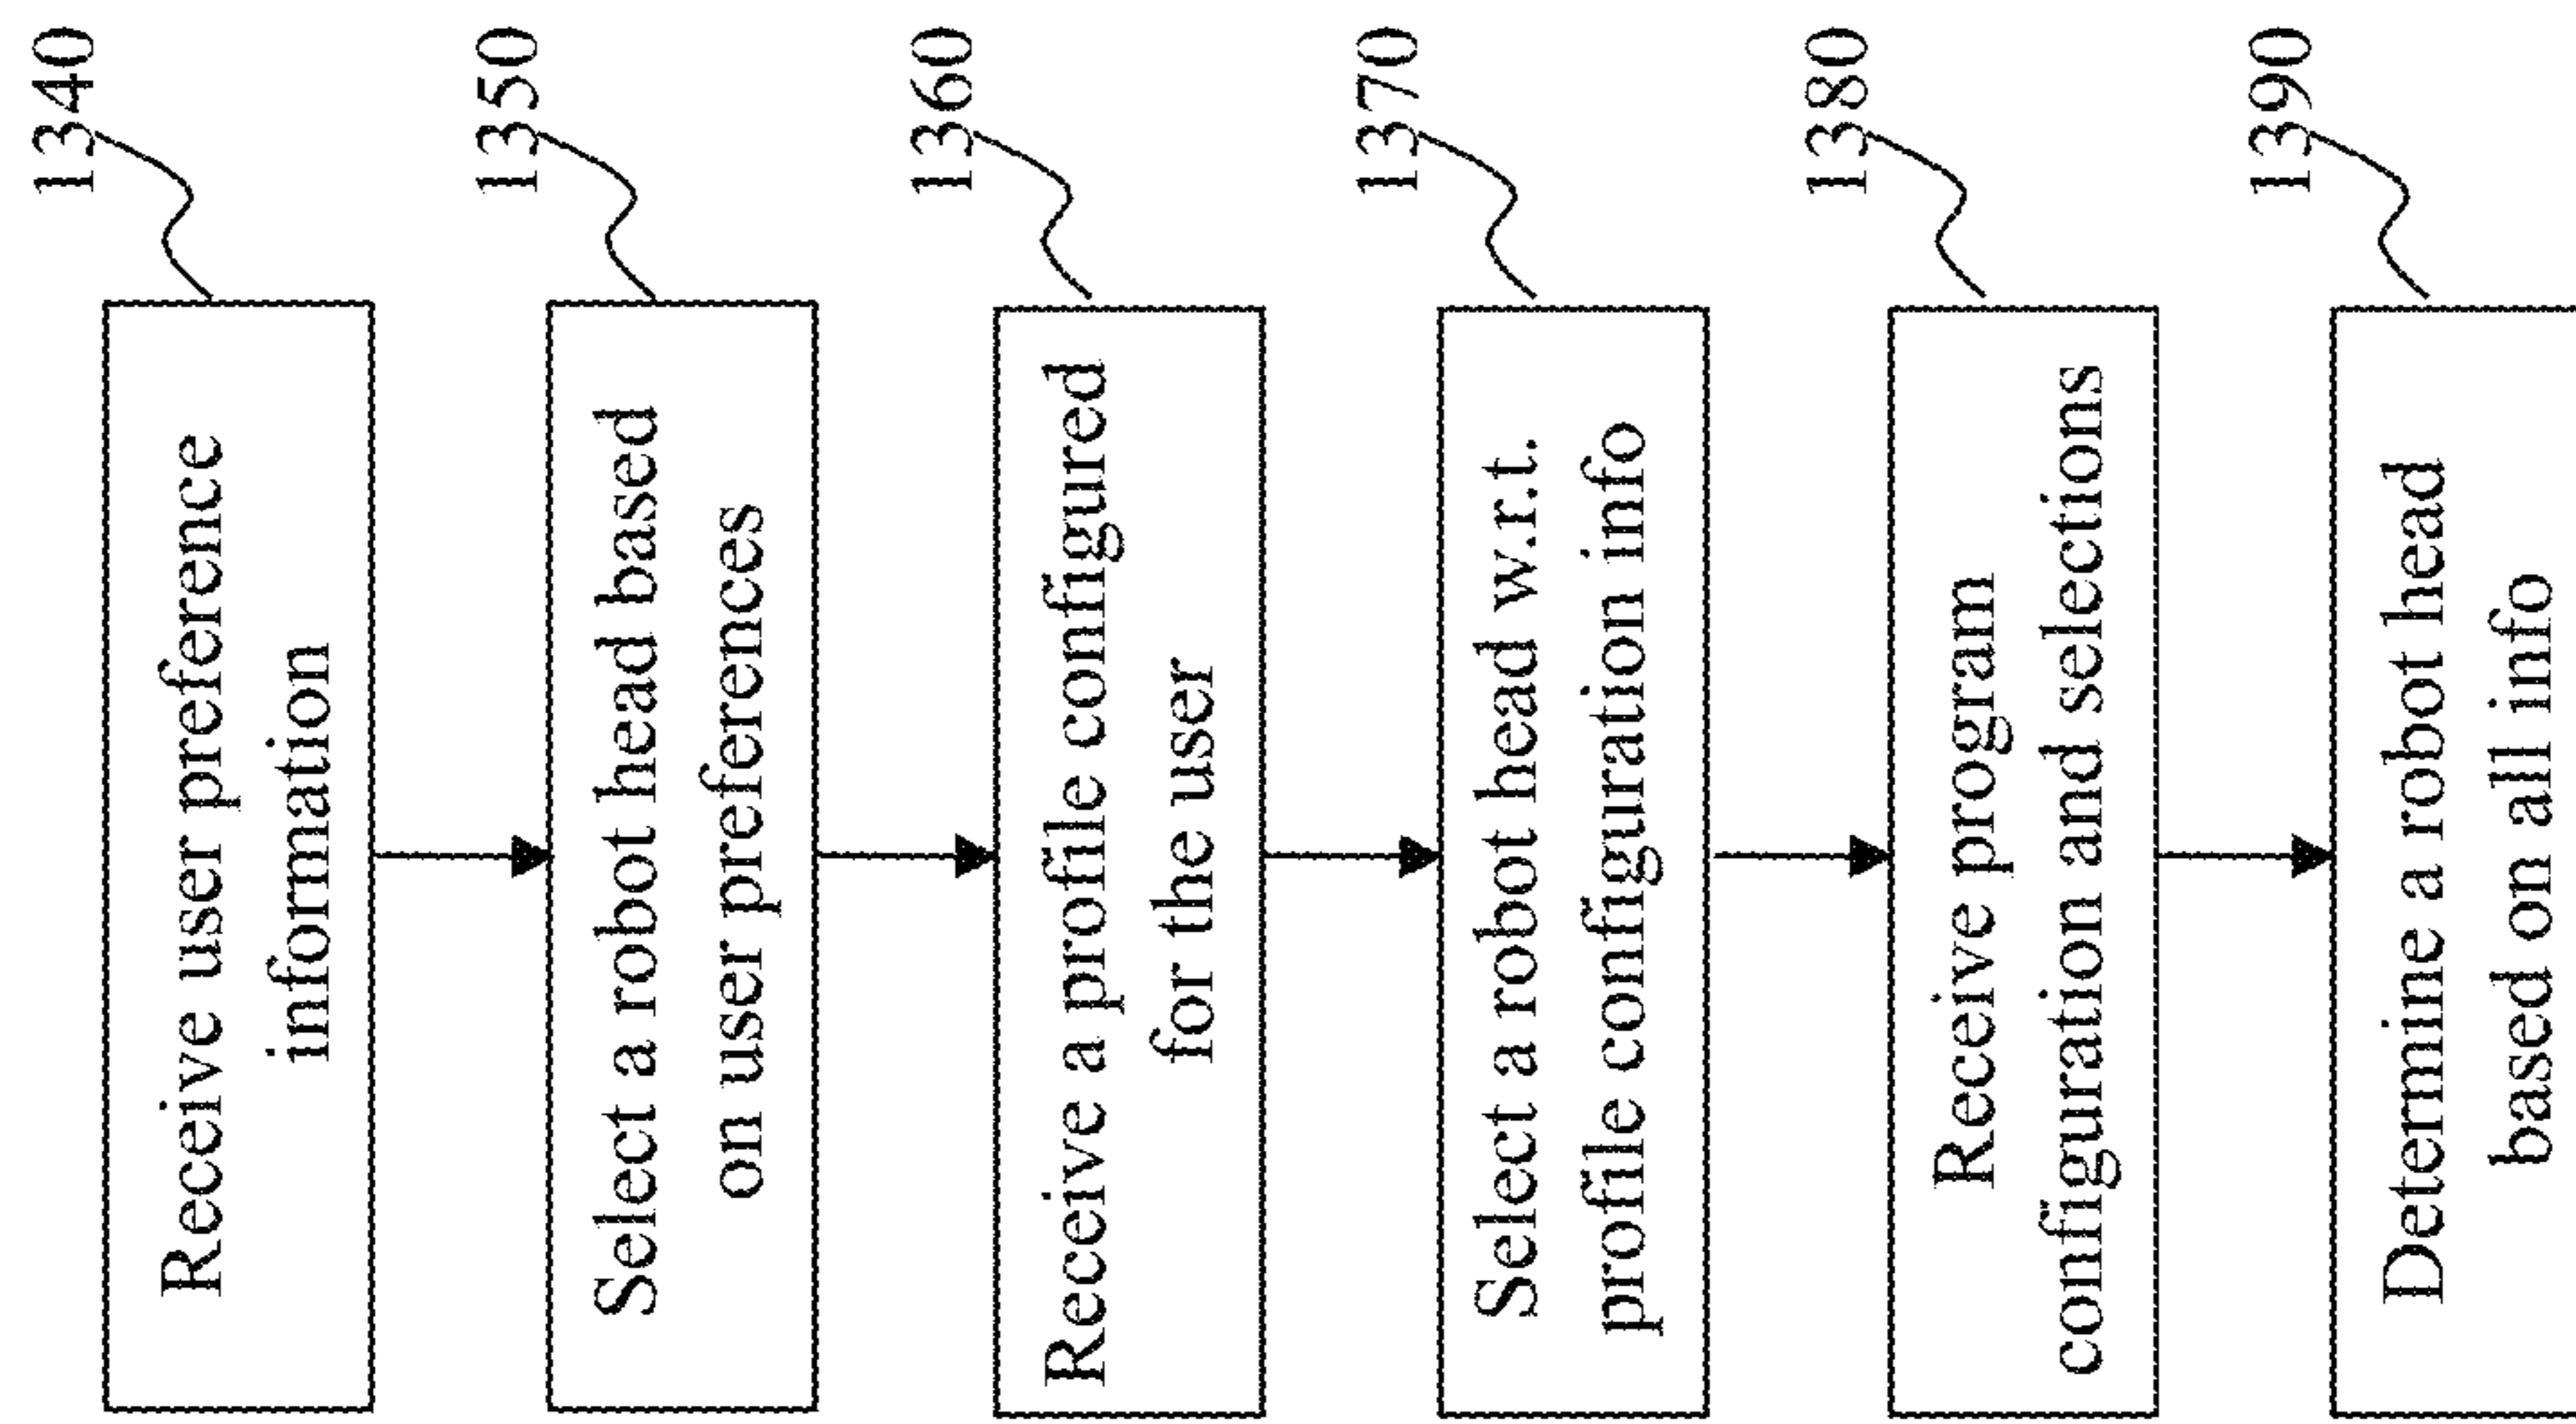 1340
Receive user preference
information
1350
Select a robot head based
on user preferences
1360
Receive a profile configured
for the user
1370
Select a robot head w.r.t.
profile configuration info
1380
Receive program
configuration and selections
1390
Determine a robot head
based on all info